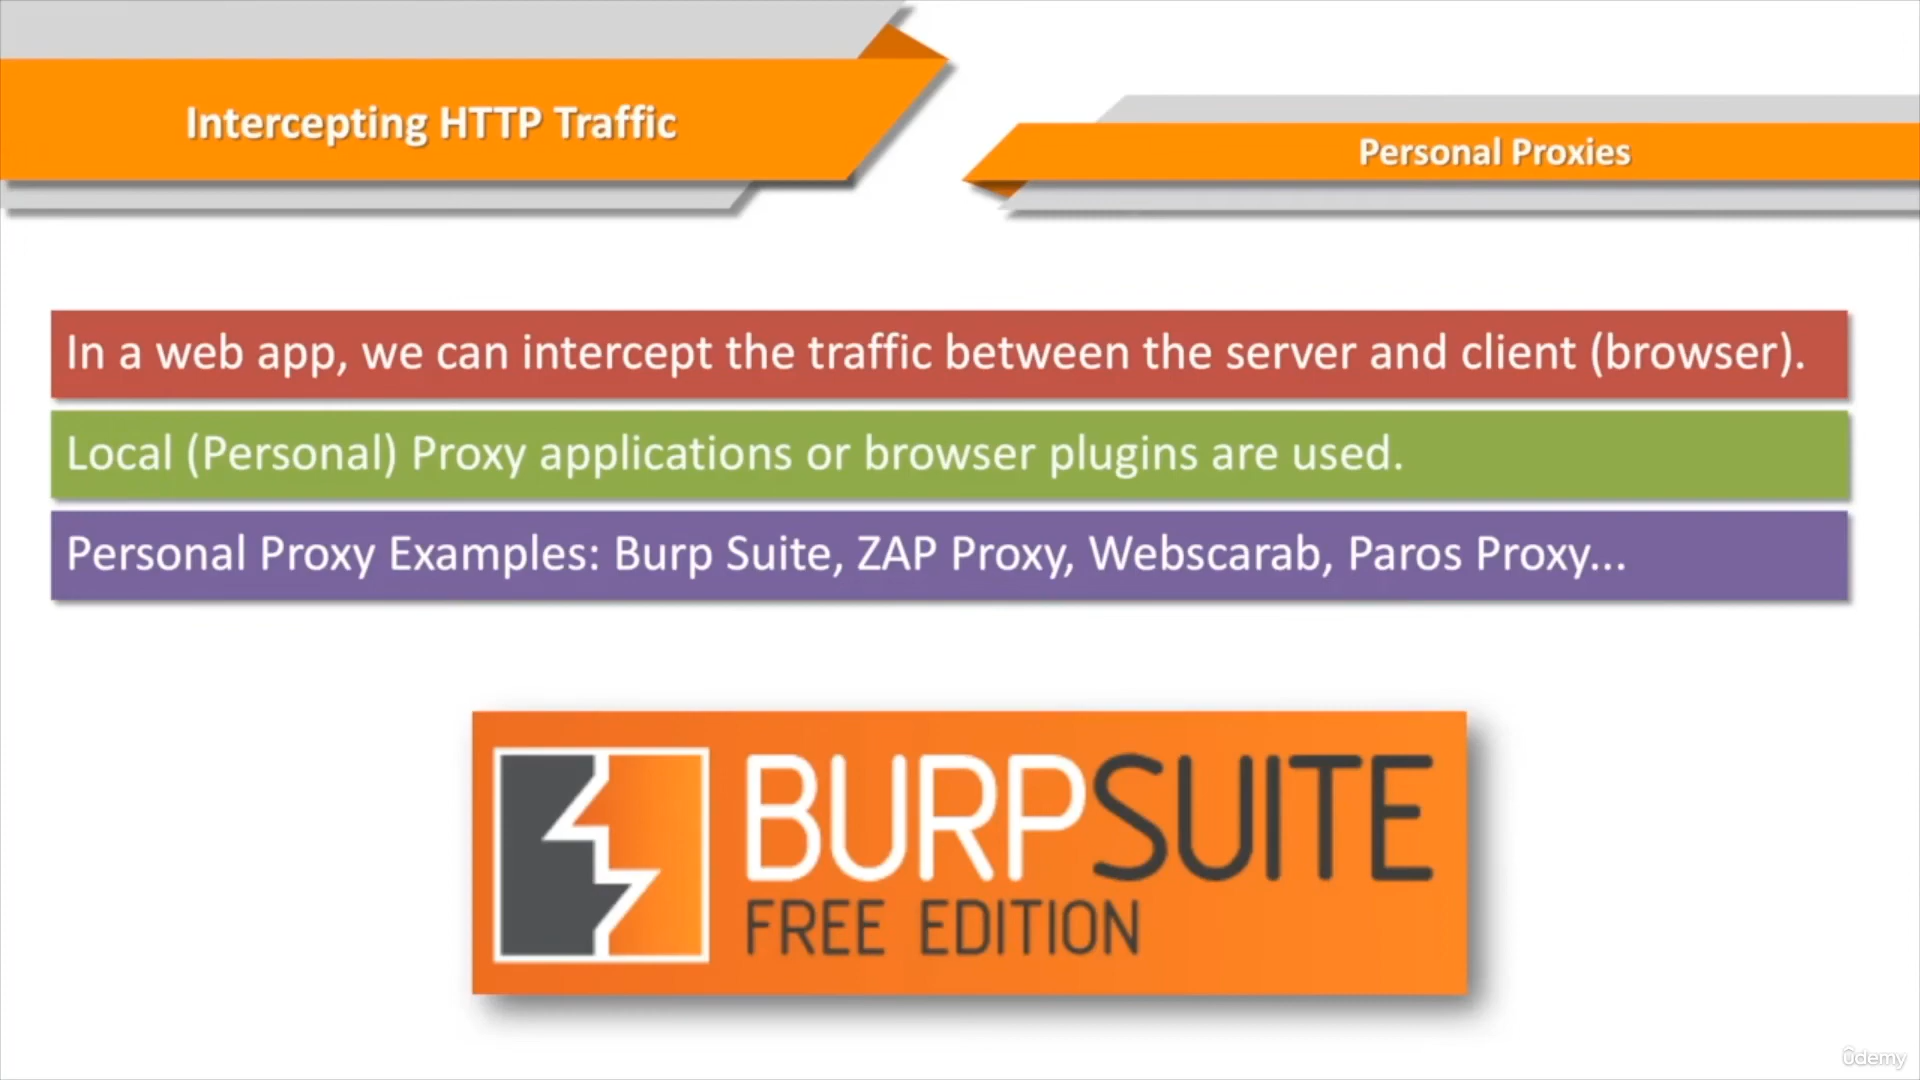 Intercepting HTTP Traffic
Personal Proxies
In a web app, we can intercept the traffic between the server and client (browser).
Local (Personal) Proxy applications or browser plugins are used.
Personal Proxy Examples: Burp Suite, ZAP Proxy, Webscarab, Paros Proxy...
BURPSUITE
FREE EDITION
ûdemy